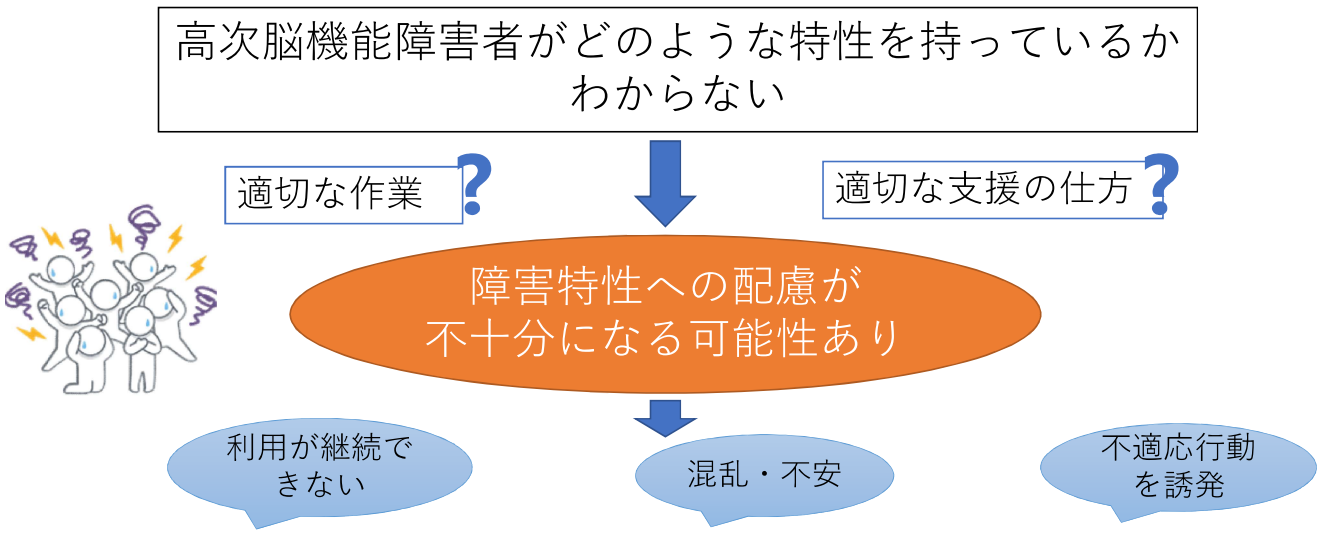 高次脳機能障害者がどのような特性を持っているか
わからない
適切な作業
?
適切な支援の仕方
?
障害特性への配慮が
不十分になる可能性あり
利用が継続で
きない
混乱・不安
不適応行動
を誘発